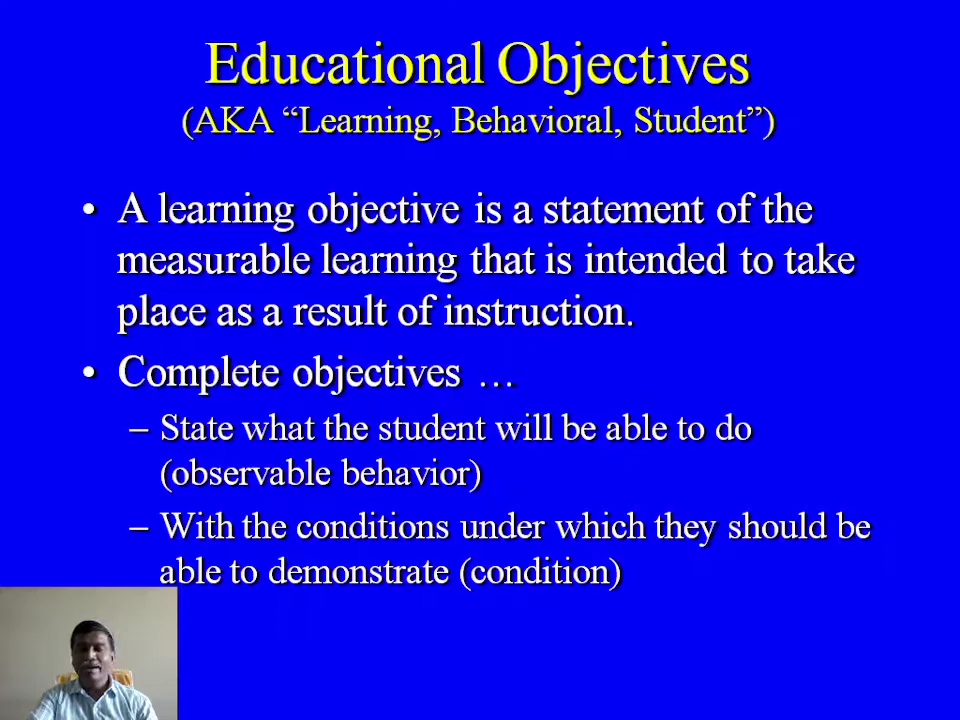 Educational Objectives
(AKA “Learning, Behavioral, Student”)
• A learning objective is a statement of the
measurable learning that is intended to take
place as a result of instruction.
• Complete objectives …
– State what the student will be able to do
(observable behavior)
– With the conditions under which they should be
able to demonstrate (condition)